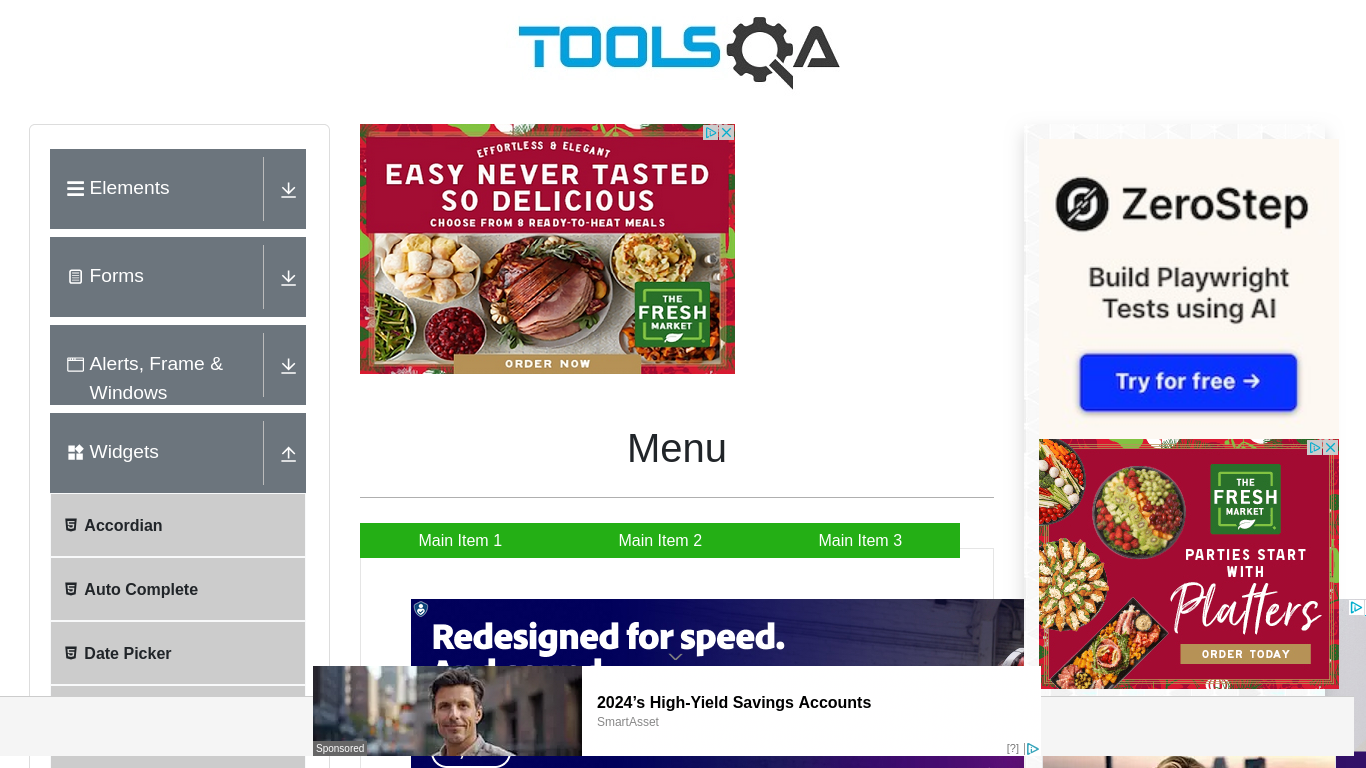 TOOLSQA
Elements
Forms
Alerts, Frame &
Windows
Widgets
Accordian
Auto Complete
Date Picker
EFFORTLESS & ELEGANT
EASY NEVER TASTED
SO DELICIOUS
CHOOSE FROM 8 READY-TO-HEAT MEALS
THE
FRESH
MARKET
ORDER NOW
Menu
Main Item 1
Main Item 2
Main Item 3
Redesigned for speed.
ZeroStep
Build Playwright
Tests using AI
Try for free →
THE
FRESH
MARKET
PARTIES START
WITH
Platters
ORDER TODAY
2024’s High-Yield Savings Accounts
SmartAsset
Sponsored
[?]